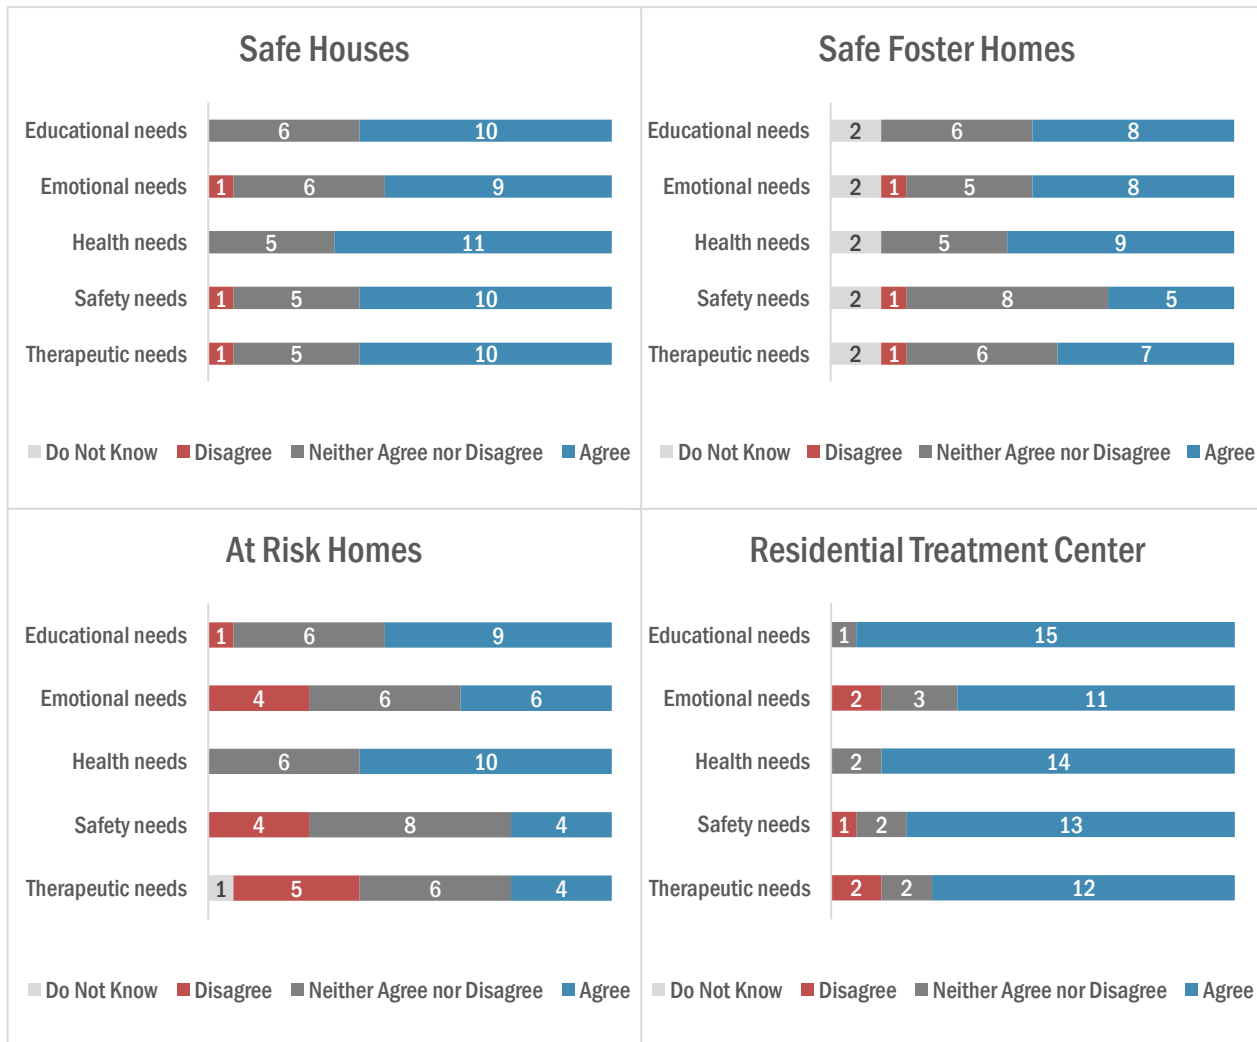 Safe Houses
Educational needs 6 10
Emotional needs 1 6 9
Health needs 5 11
Safety needs 1 5 10
Therapeutic needs 1 5 10
Do Not Know Disagree Neither Agree nor Disagree Agree
Safe Foster Homes
Educational needs 2 6 8
Emotional needs 2 1 5 8
Health needs 2 5 9
Safety needs 2 1 8 5
Therapeutic needs 2 1 6 7
Do Not Know Disagree Neither Agree nor Disagree Agree
At Risk Homes
Educational needs 1 6 9
Emotional needs 4 6 6
Health needs 6 10
Safety needs 4 8 4
Therapeutic needs 1 5 6 4
Do Not Know Disagree Neither Agree nor Disagree Agree
Residential Treatment Center
Educational needs 1 15
Emotional needs 2 3 11
Health needs 2 14
Safety needs 1 2 13
Therapeutic needs 2 2 12
Do Not Know Disagree Neither Agree nor Disagree Agree